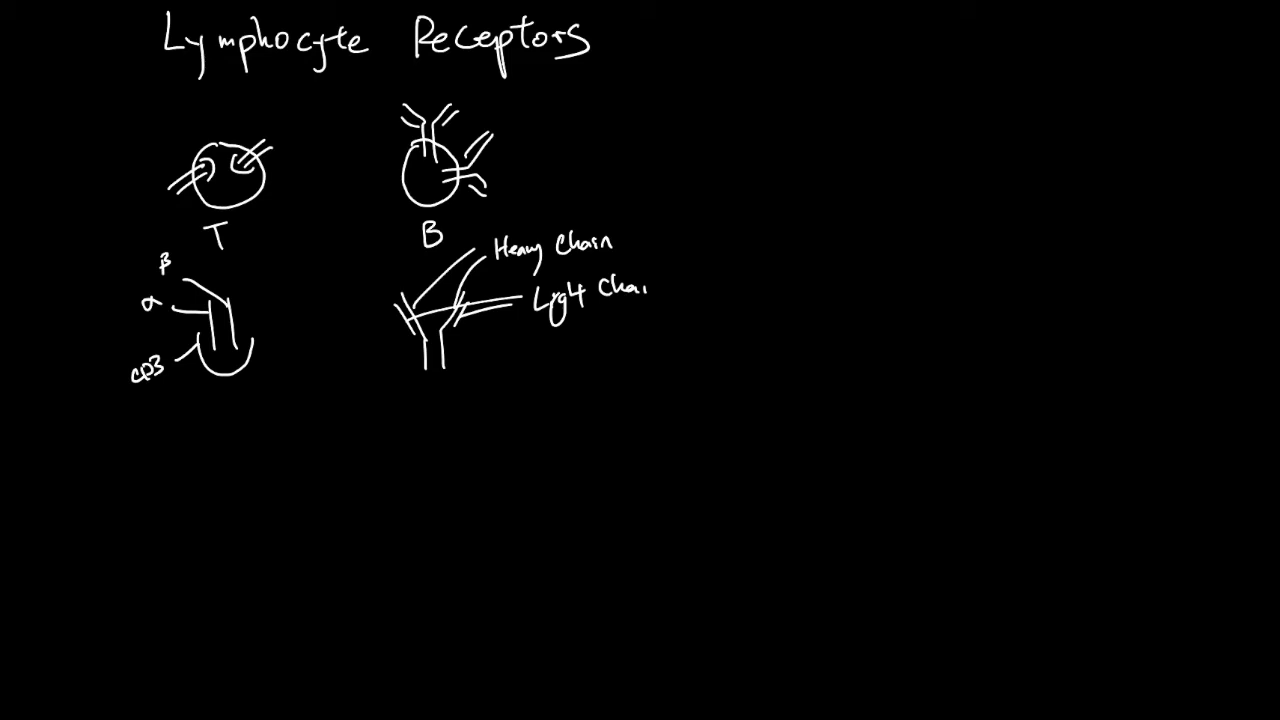 Lymphocyte Receptors
T
B
β
α
CD3
Heavy Chain
Light Chai